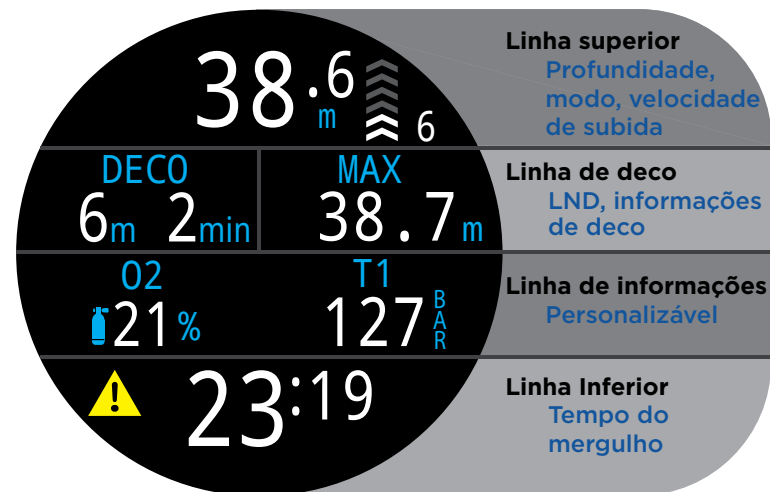 38.6
m
6
Linha superior
Profundidade,
modo, velocidade
de subida
DECO MAX
6m 2min 38.7m
Linha de deco
LND, informações
de deco
O2 T1
21% 127 BAR
Linha de informações
Personalizável
23:19
Linha Inferior
Tempo do
mergulho